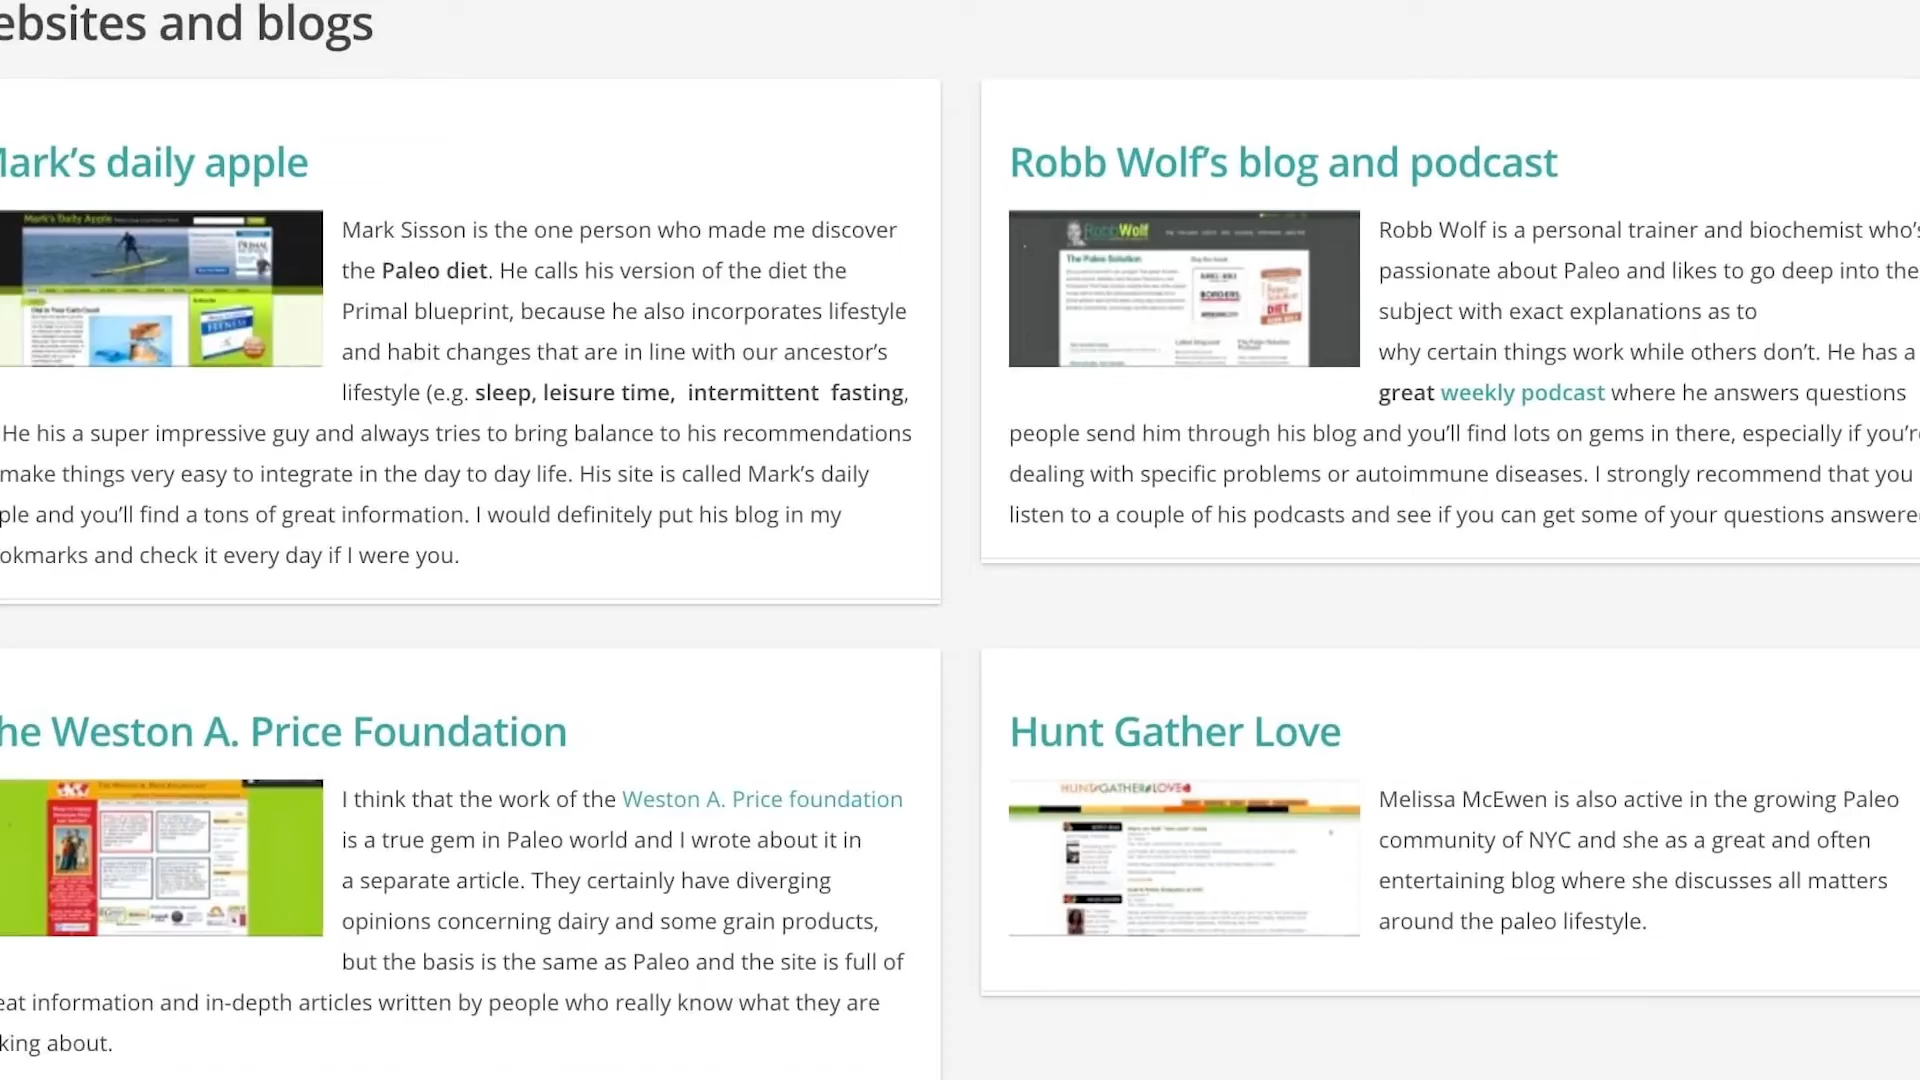 ebsites and blogs
Mark's daily apple
Mark Sisson is the one person who made me discover
the Paleo diet. He calls his version of the diet the
Primal blueprint, because he also incorporates lifestyle
and habit changes that are in line with our ancestor's
lifestyle (e.g. sleep, leisure time, intermittent fasting,
He his a super impressive guy and always tries to bring balance to his recommendations
make things very easy to integrate in the day to day life. His site is called Mark's daily
ple and you'll find a tons of great information. I would definitely put his blog in my
okmarks and check it every day if I were you.
Robb Wolf's blog and podcast
RobbWolf
The Paleo Solution
BORDERS
DIET
Robb Wolf is a personal trainer and biochemist who's
passionate about Paleo and likes to go deep into the
subject with exact explanations as to
why certain things work while others don't. He has a
great weekly podcast where he answers questions
people send him through his blog and you'll find lots on gems in there, especially if you're
dealing with specific problems or autoimmune diseases. I strongly recommend that you
listen to a couple of his podcasts and see if you can get some of your questions answere
he Weston A. Price Foundation
I think that the work of the Weston A. Price foundation
is a true gem in Paleo world and I wrote about it in
a separate article. They certainly have diverging
opinions concerning dairy and some grain products,
but the basis is the same as Paleo and the site is full of
eat information and in-depth articles written by people who really know what they are
king about.
Hunt Gather Love
HUNT GATHER LOVE
Melissa McEwen is also active in the growing Paleo
community of NYC and she as a great and often
entertaining blog where she discusses all matters
around the paleo lifestyle.